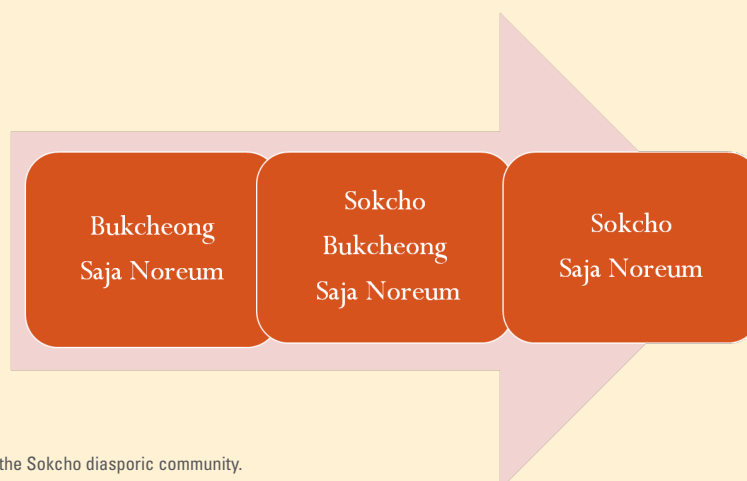 Bukcheong
Saja Noreum
Sokcho
Bukcheong
Saja Noreum
Sokcho
Saja Noreum
the Sokcho diasporic community.